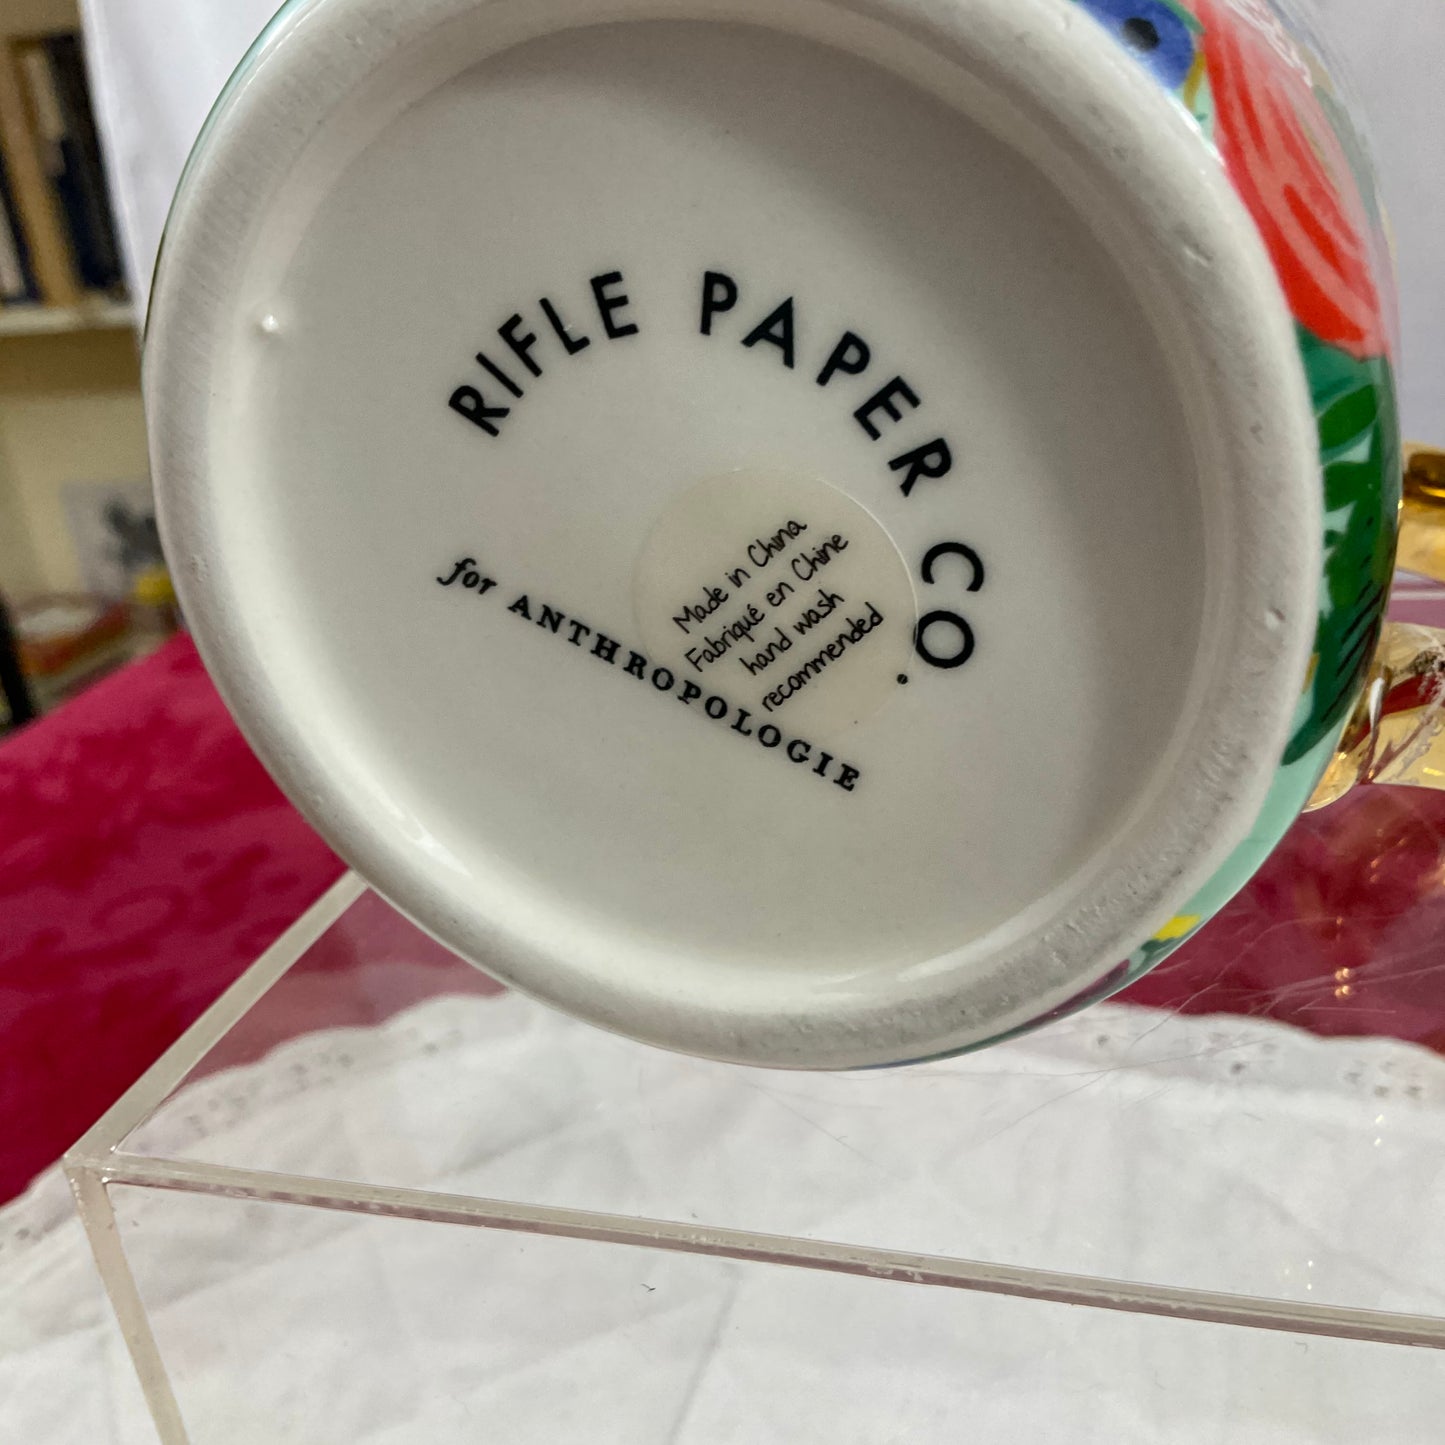 RIFLE PAPER CO.
for ANTHROPOLOGIE
Made in China
Fabriqué en Chine
hand wash
recommended